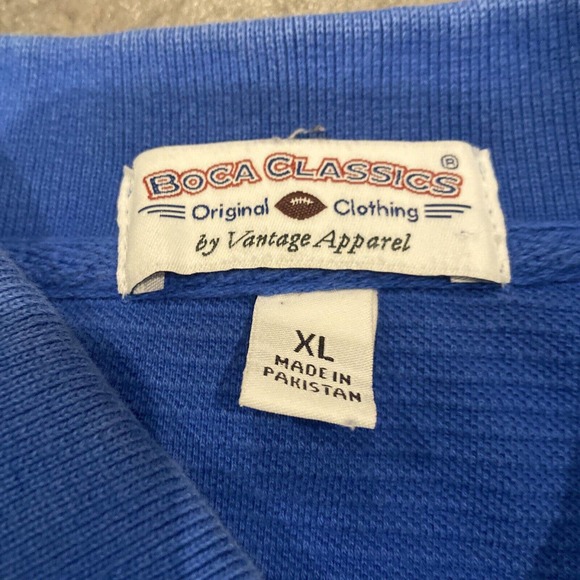 BOCA CLASSICS®
Original Clothing
by Vantage Apparel
XL
MADE IN
PAKISTAN